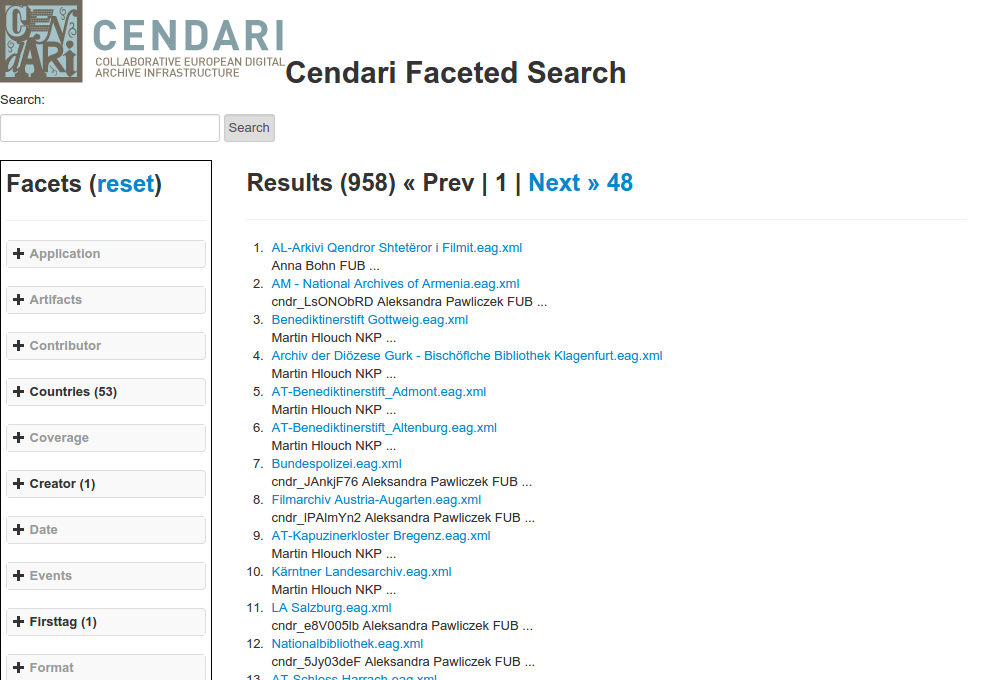 CENDARI
CENDARI
COLLABORATIVE EUROPEAN DIGITAL
ARCHIVE INFRASTRUCTURE
Cendari Faceted Search
Search:
Search
Facets (reset)
Application
Artifacts
Contributor
Countries (53)
Coverage
Creator (1)
Date
Events
Firsttag (1)
Format
Results (958) « Prev | 1 | Next » 48
1. AL-Arkivi Qendror Shtetëror i Filmit.eag.xml
Anna Bohn FUB ...
2. AM - National Archives of Armenia.eag.xml
cndr_LsONObRD Aleksandra Pawliczek FUB ...
3. Benediktinerstift Gottweig.eag.xml
Martin Hlouch NKP ...
4. Archiv der Diözese Gurk - Bischöflche Bibliothek Klagenfurt.eag.xml
Martin Hlouch NKP ...
5. AT-Benediktinerstift_Admont.eag.xml
Martin Hlouch NKP ...
6. AT-Benediktinerstift_Altenburg.eag.xml
Martin Hlouch NKP ...
7. Bundespolizei.eag.xml
cndr_JAnkjF76 Aleksandra Pawliczek FUB ...
8. Filmarchiv Austria-Augarten.eag.xml
cndr_lPAlmYn2 Aleksandra Pawliczek FUB ...
9. AT-Kapuzinerkloster Bregenz.eag.xml
Martin Hlouch NKP ...
10. Kärntner Landesarchiv.eag.xml
Martin Hlouch NKP ...
11. LA Salzburg.eag.xml
cndr_e8V005lb Aleksandra Pawliczek FUB ...
12. Nationalbibliothek.eag.xml
cndr_5Jy03deF Aleksandra Pawliczek FUB ...
13. AT-Schloss Harrach.eag.xml